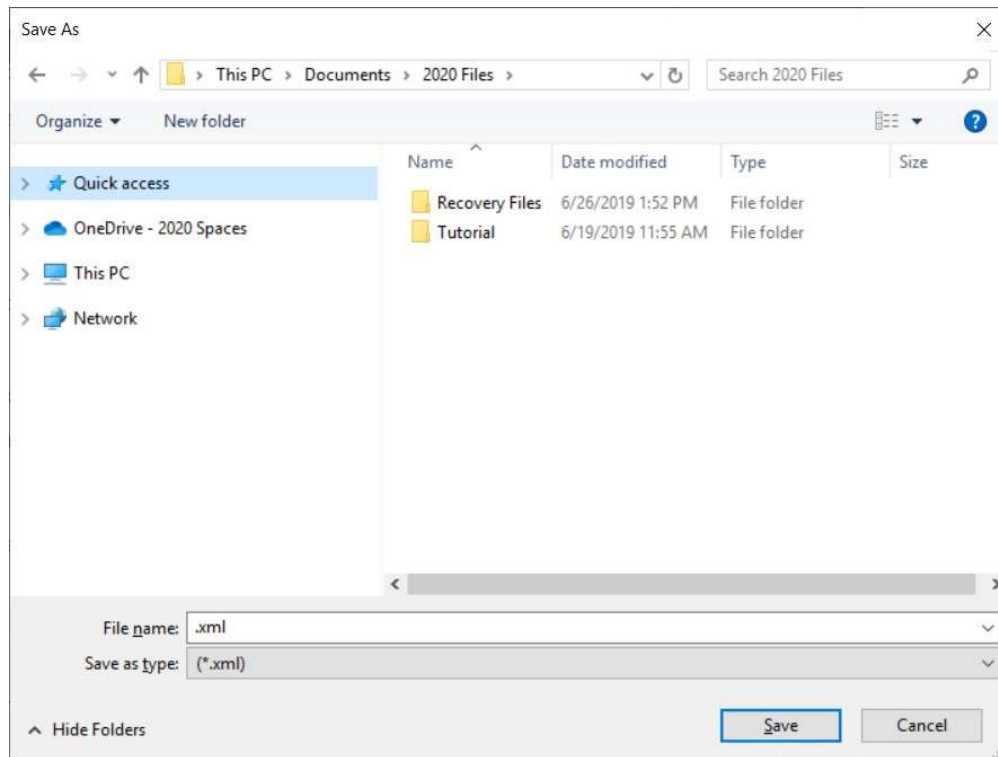 Save As
This PC > Documents > 2020 Files >
Search 2020 Files
Organize
New folder
Name Date modified Type Size
Quick access
OneDrive - 2020 Spaces
This PC
Network
Recovery Files 6/26/2019 1:52 PM File folder
Tutorial 6/19/2019 11:55 AM File folder
File name: .xml
Save as type: (*.xml)
Hide Folders
Save
Cancel